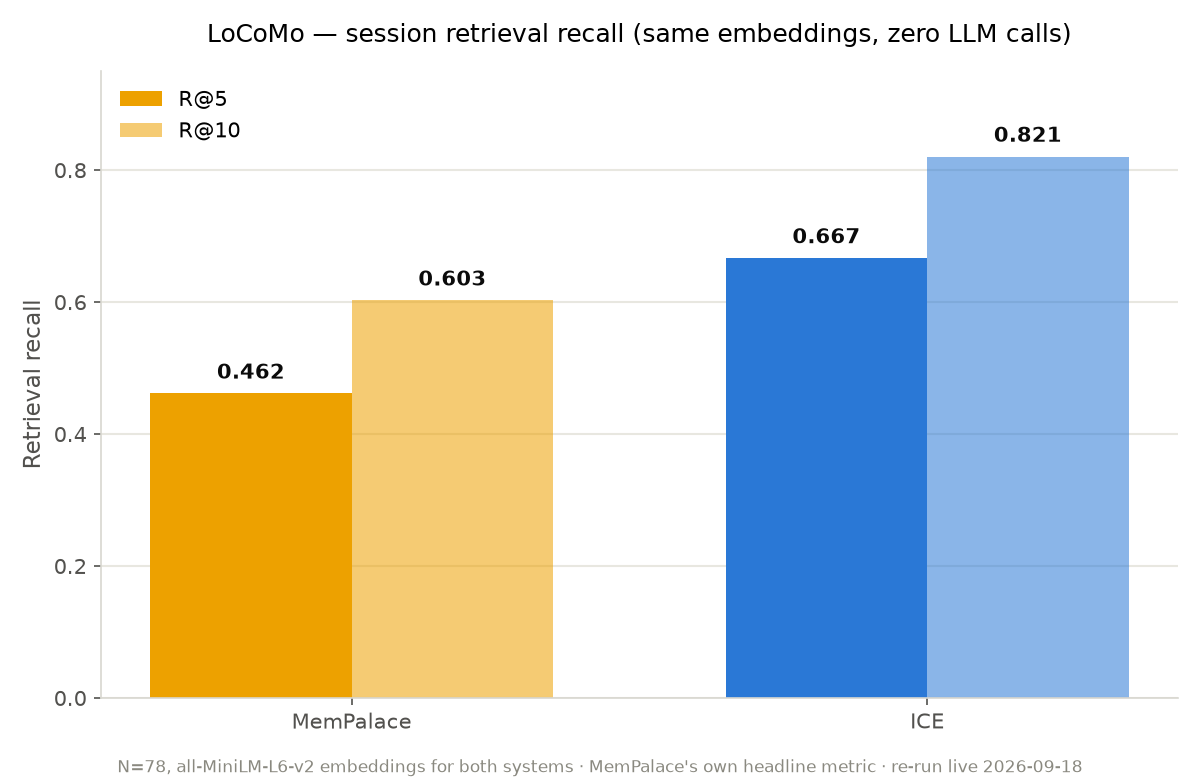 LoCoMo — session retrieval recall (same embeddings, zero LLM calls)
R@5
R@10
0.821
0.8
0.667
0.603
0.6
0.462
0.4
0.2
0.0
Retrieval recall
MemPalace
ICE
N=78, all-MiniLM-L6-v2 embeddings for both systems · MemPalace's own headline metric · re-run live 2026-09-18